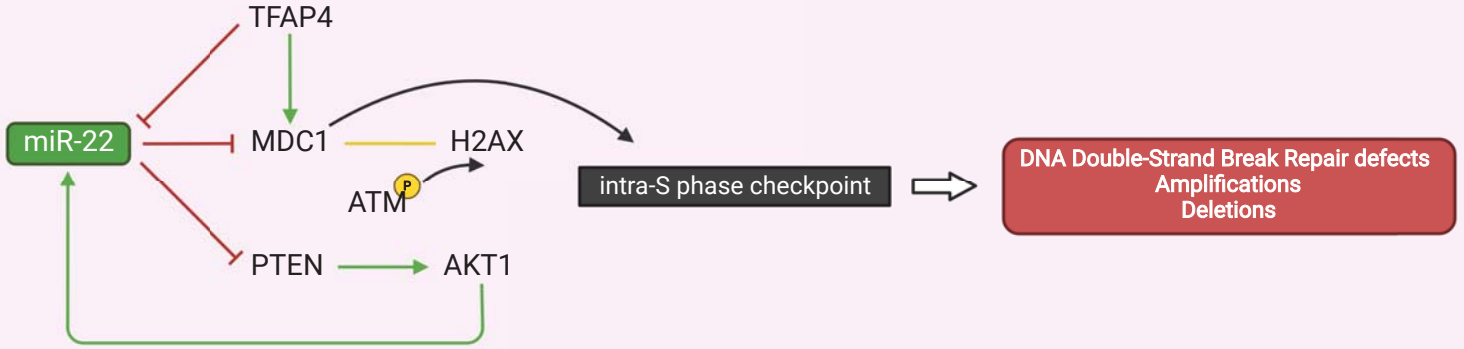 TFAP4
miR-22
MDC1
H2AX
P
ATM
intra-S phase checkpoint
DNA Double-Strand Break Repair defects
Amplifications
Deletions
PTEN
AKT1